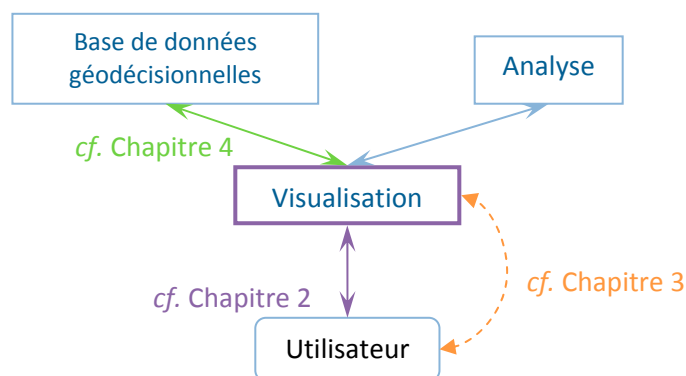 Base de données
géodécisionnelles
Analyse
cf. Chapitre 4
Visualisation
cf. Chapitre 2
cf. Chapitre 3
Utilisateur